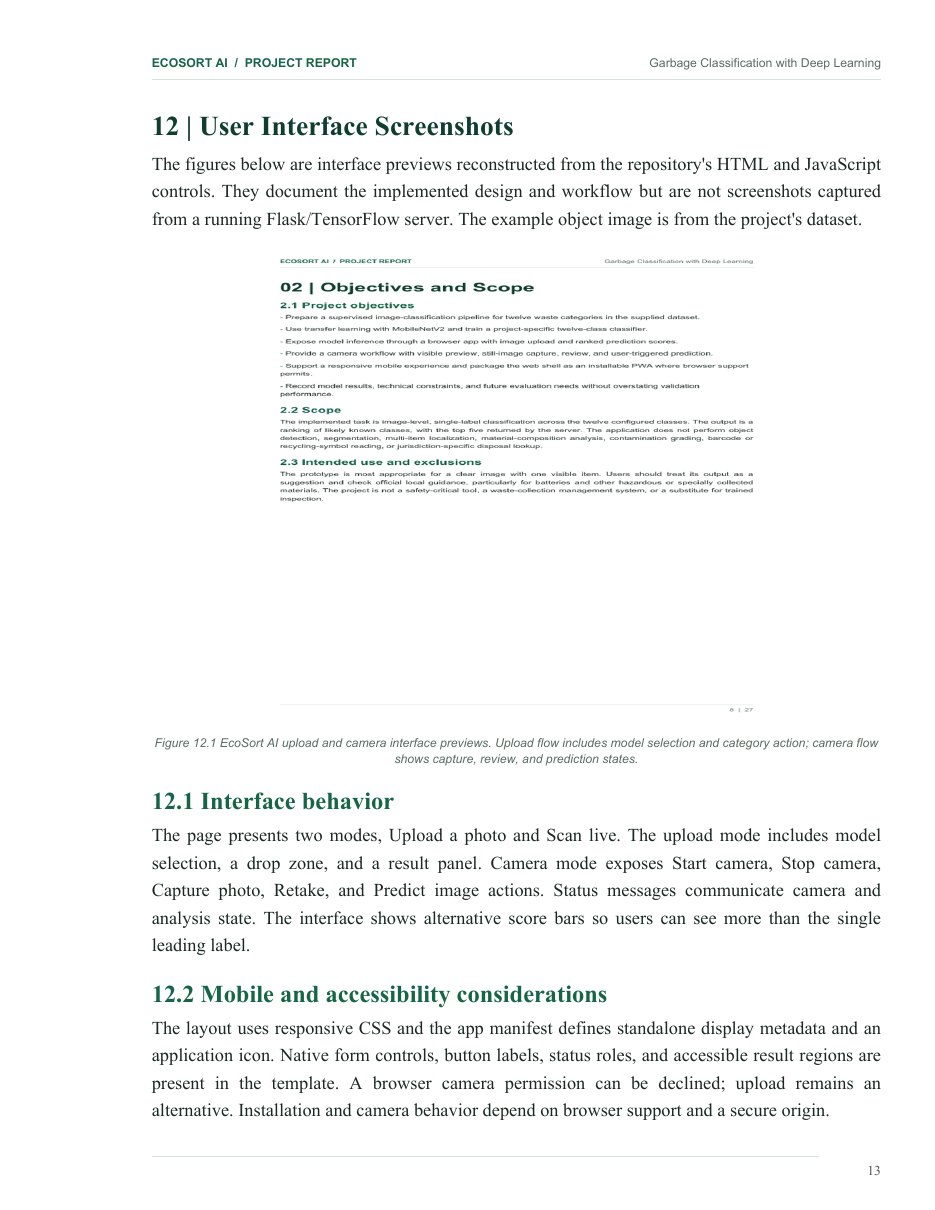 ECOSORT AI / PROJECT REPORT
Garbage Classification with Deep Learning
12 | User Interface Screenshots
The figures below are interface previews reconstructed from the repository's HTML and JavaScript
controls. They document the implemented design and workflow but are not screenshots captured
from a running Flask/TensorFlow server. The example object image is from the project's dataset.
ECOSORT AI / PROJECT REPORT
Garbage Classification with Deep Learning
02 | Objectives and Scope
2.1 Project objectives
- Prepare a supervised image-classification pipeline for twelve waste categories in the supplied dataset.
- Use transfer learning with MobileNetV2 and train a project-specific twelve-class classifier.
- Expose model inference through a browser app with image upload and ranked prediction scores.
- Provide a camera workflow with visible preview, still-image capture, review, and user-triggered prediction.
- Support a responsive mobile experience and package the web shell as an installable PWA where browser support
permits.
- Record model results, technical constraints, and future evaluation needs without overstating validation
performance.
2.2 Scope
The implemented task is image-level, single-label classification across the twelve configured classes. The output is a
ranking of likely known classes, with the top five returned by the server. The application does not perform object
detection, segmentation, multi-item localization, material-composition analysis, contamination grading, barcode or
recycling-symbol reading, or jurisdiction-specific disposal lookup.
2.3 Intended use and exclusions
The prototype is most appropriate for a clear image with one visible item. Users should treat its output as a
suggestion and check official local guidance, particularly for batteries and other hazardous or specially collected
materials. The project is not a safety-critical tool, a waste-collection management system, or a substitute for trained
inspection.
6 | 27
Figure 12.1 EcoSort AI upload and camera interface previews. Upload flow includes model selection and category action; camera flow
shows capture, review, and prediction states.
12.1 Interface behavior
The page presents two modes, Upload a photo and Scan live. The upload mode includes model
selection, a drop zone, and a result panel. Camera mode exposes Start camera, Stop camera,
Capture photo, Retake, and Predict image actions. Status messages communicate camera and
analysis state. The interface shows alternative score bars so users can see more than the single
leading label.
12.2 Mobile and accessibility considerations
The layout uses responsive CSS and the app manifest defines standalone display metadata and an
application icon. Native form controls, button labels, status roles, and accessible result regions are
present in the template. A browser camera permission can be declined; upload remains an
alternative. Installation and camera behavior depend on browser support and a secure origin.
13